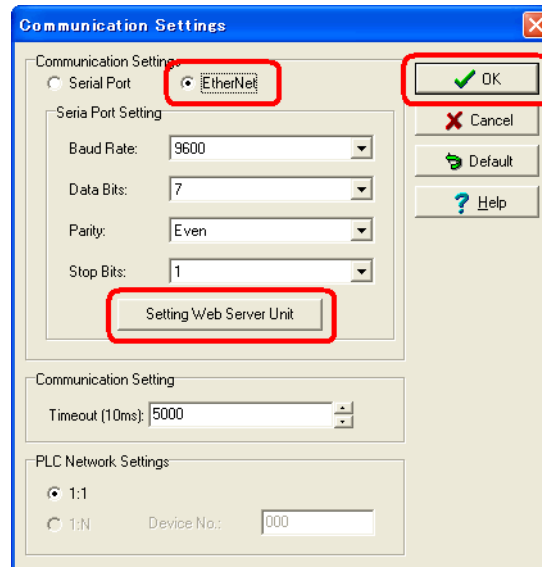 Communication Settings
Communication Settings
Serial Port EtherNet
Seria Port Setting
Baud Rate: 9600
Data Bits: 7
Parity: Even
Stop Bits: 1
Setting Web Server Unit
Communication Setting
Timeout (10ms): 5000
PLC Network Settings
1:1
1:N Device No.: 000
OK
Cancel
Default
Help